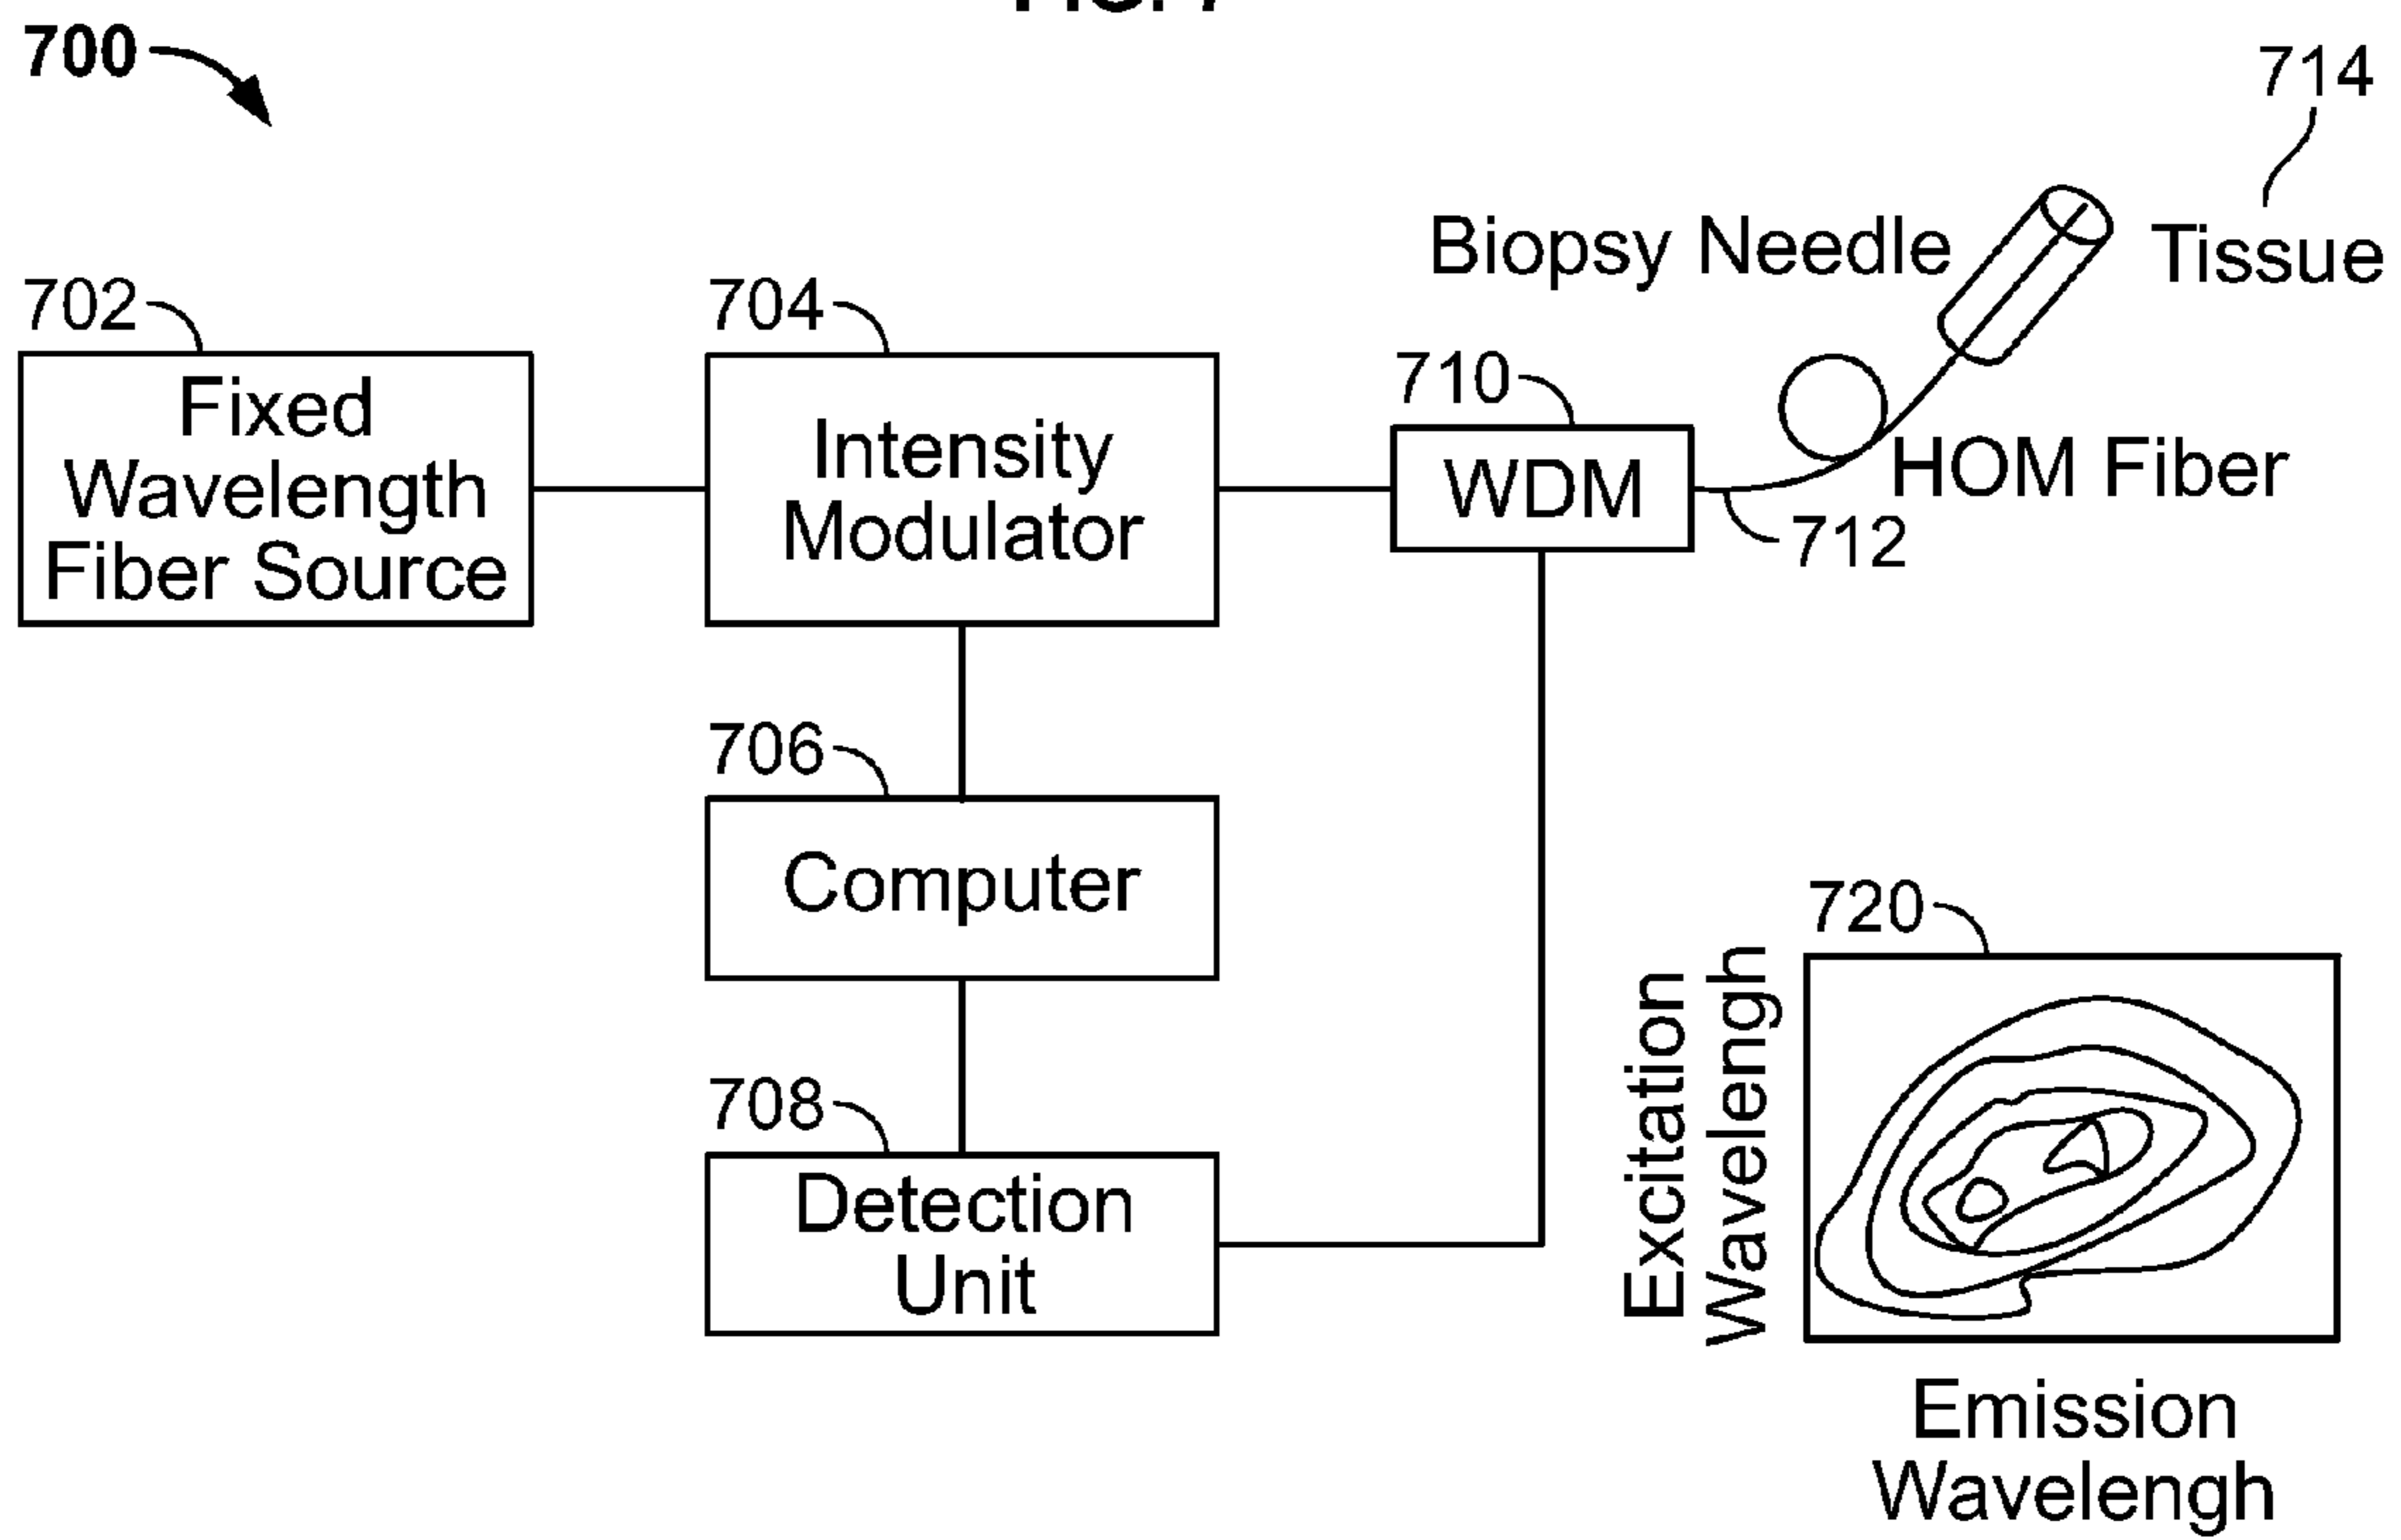 700
714
Biopsy Needle
Tissue
702
704
710
Fixed
Wavelength
Fiber Source
Intensity
Modulator
WDM
HOM Fiber
712
706
Computer
720
708
Detection
Unit
Excitation
Wavelengh
Emission
Wavelengh